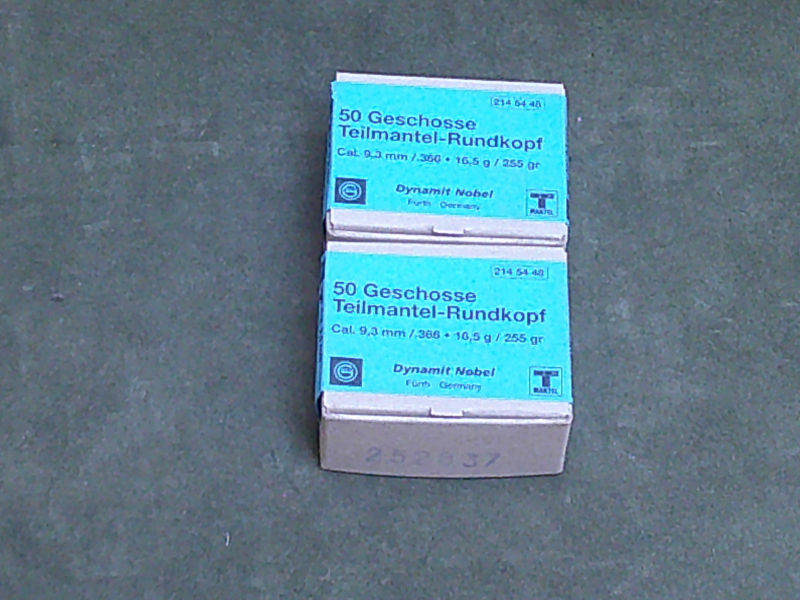 214 54 48
50 Geschosse
Teilmantel-Rundkopf
Cal. 9,3 mm /.366 • 16,5 g / 255 gr
Dynamit Nobel
Fürth Germany
T
MANTEL
214 54 48
50 Geschosse
Teilmantel-Rundkopf
Cal. 9,3 mm /.366 • 16,5 g / 255 gr
Dynamit Nobel
Fürth Germany
T
MANTEL